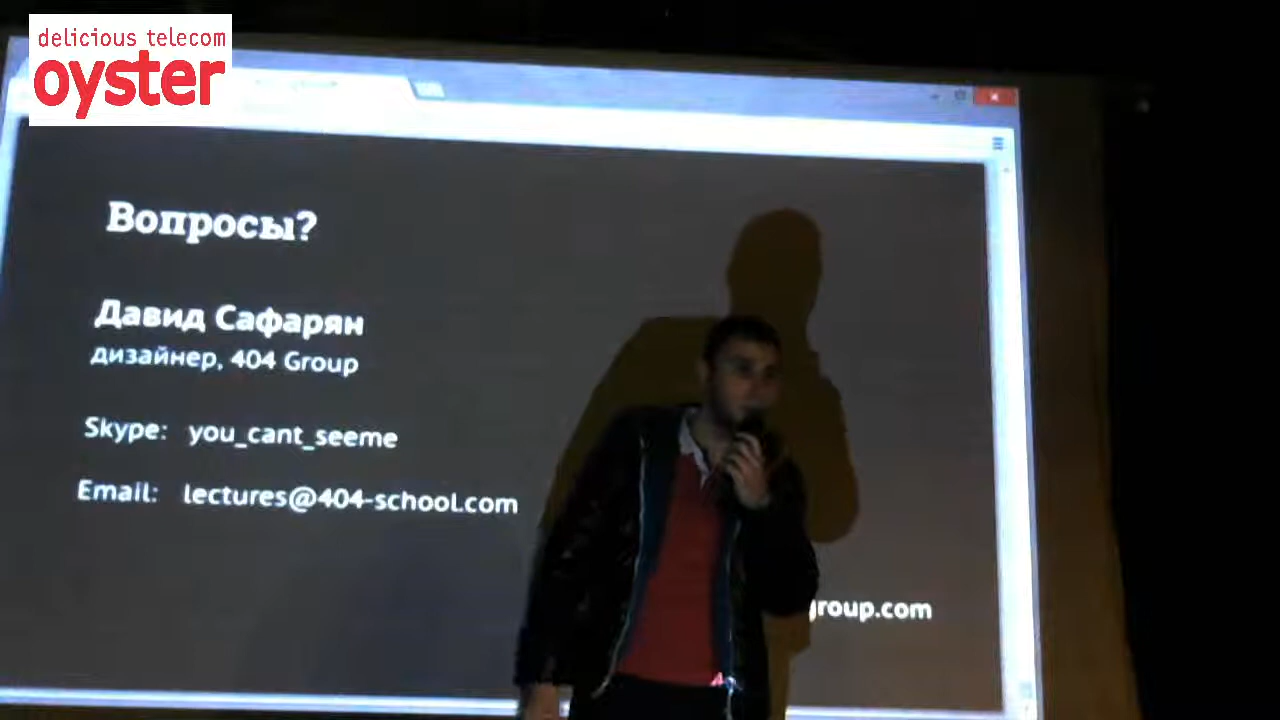 delicious telecom
oyster
Вопросы?
Давид Сафарян
дизайнер, 404 Group
Skype: you_cant_seeme
Email: lectures@404-school.com
group.com